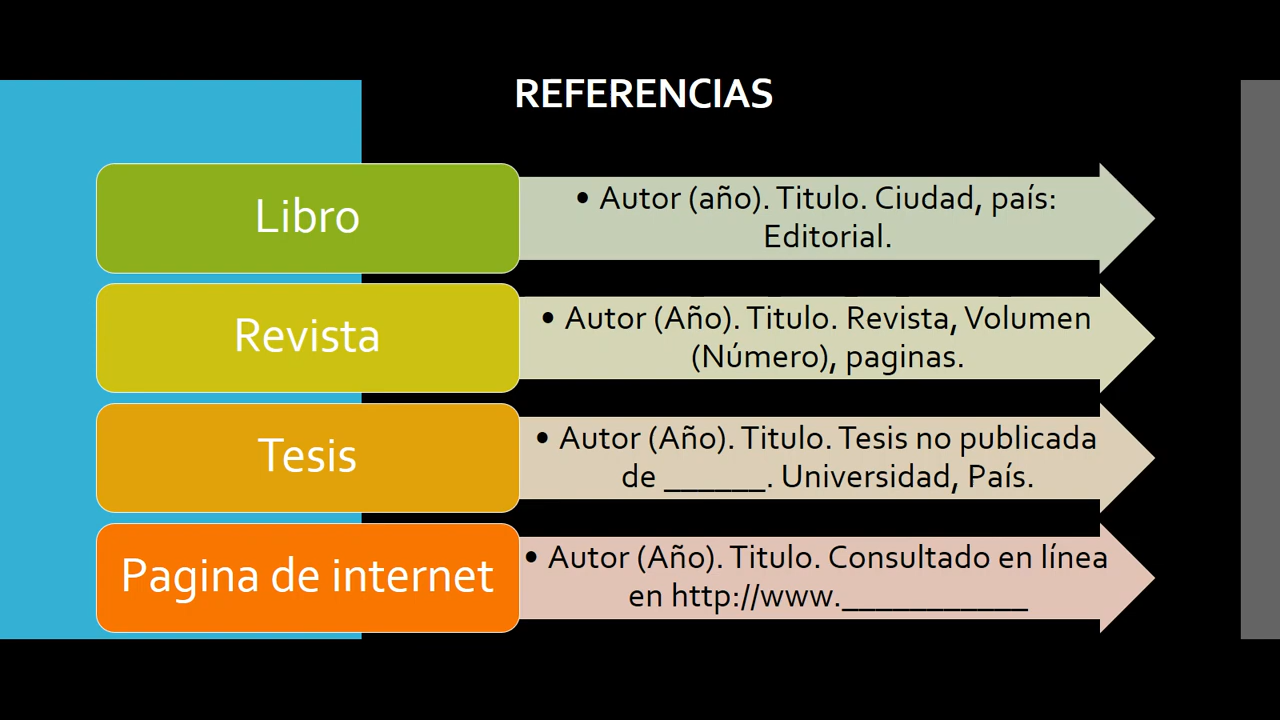 REFERENCIAS
Libro
• Autor (año). Titulo. Ciudad, país:
Editorial.
Revista
• Autor (Año). Titulo. Revista, Volumen
(Número), paginas.
Tesis
• Autor (Año). Titulo. Tesis no publicada
de ______. Universidad, País.
Pagina de internet
• Autor (Año). Titulo. Consultado en línea
en http://www.___________